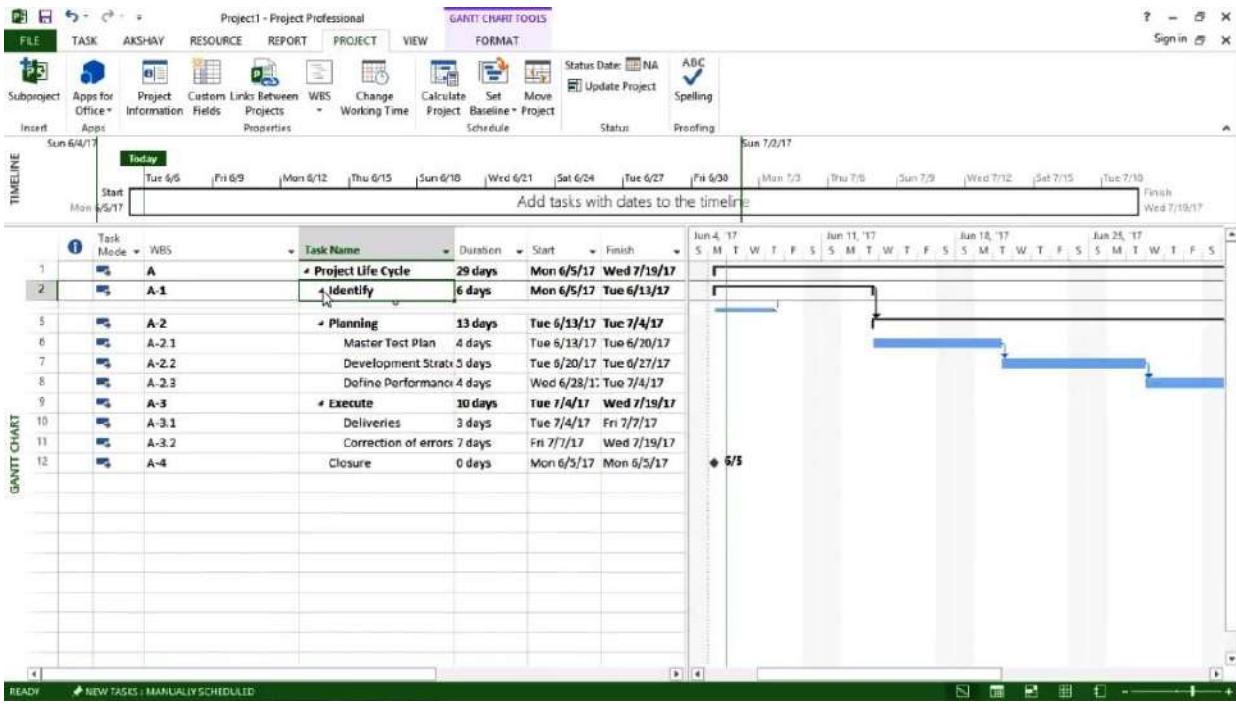 Project1 - Project Professional
GANTT CHART TOOLS
? 
FILE TASK AKSHAY RESOURCE REPORT PROJECT VIEW FORMAT Sign in
Subproject
Apps for Office
Project Information
Custom Fields
Links Between Projects
WBS
Change Working Time
Calculate Project
Set Baseline
Move Project
Status Date: NA
Update Project
ABC
Spelling
Insert Apps Properties Schedule Status Proofing
Sun 6/4/17 Sun 7/2/17
Today
TIMELINE
Tue 6/6 Fri 6/9 Mon 6/12 Thu 6/15 Sun 6/18 Wed 6/21 Sat 6/24 Tue 6/27 Fri 6/30 Mon 7/3 Thu 7/6 Sun 7/9 Wed 7/12 Sat 7/15 Tue 7/18
Start
Mon 6/5/17
Add tasks with dates to the timeline
Finish
Wed 7/19/17
Task Mode WBS Task Name Duration Start Finish
Jun 4, '17 Jun 11, '17 Jun 18, '17 Jun 25, '17
S M T W T F S S M T W T F S S M T W T F S S M T W T F S
1 A Project Life Cycle 29 days Mon 6/5/17 Wed 7/19/17
2 A-1 Identify 6 days Mon 6/5/17 Tue 6/13/17
5 A-2 Planning 13 days Tue 6/13/17 Tue 7/4/17
6 A-2.1 Master Test Plan 4 days Tue 6/13/17 Tue 6/20/17
7 A-2.2 Development Strate 5 days Tue 6/20/17 Tue 6/27/17
8 A-2.3 Define Performance 4 days Wed 6/28/17 Tue 7/4/17
9 A-3 Execute 10 days Tue 7/4/17 Wed 7/19/17
10 A-3.1 Deliveries 3 days Tue 7/4/17 Fri 7/7/17
11 A-3.2 Correction of errors 7 days Fri 7/7/17 Wed 7/19/17
12 A-4 Closure 0 days Mon 6/5/17 Mon 6/5/17 6/5
GANTT CHART
READY NEW TASKS : MANUALLY SCHEDULED